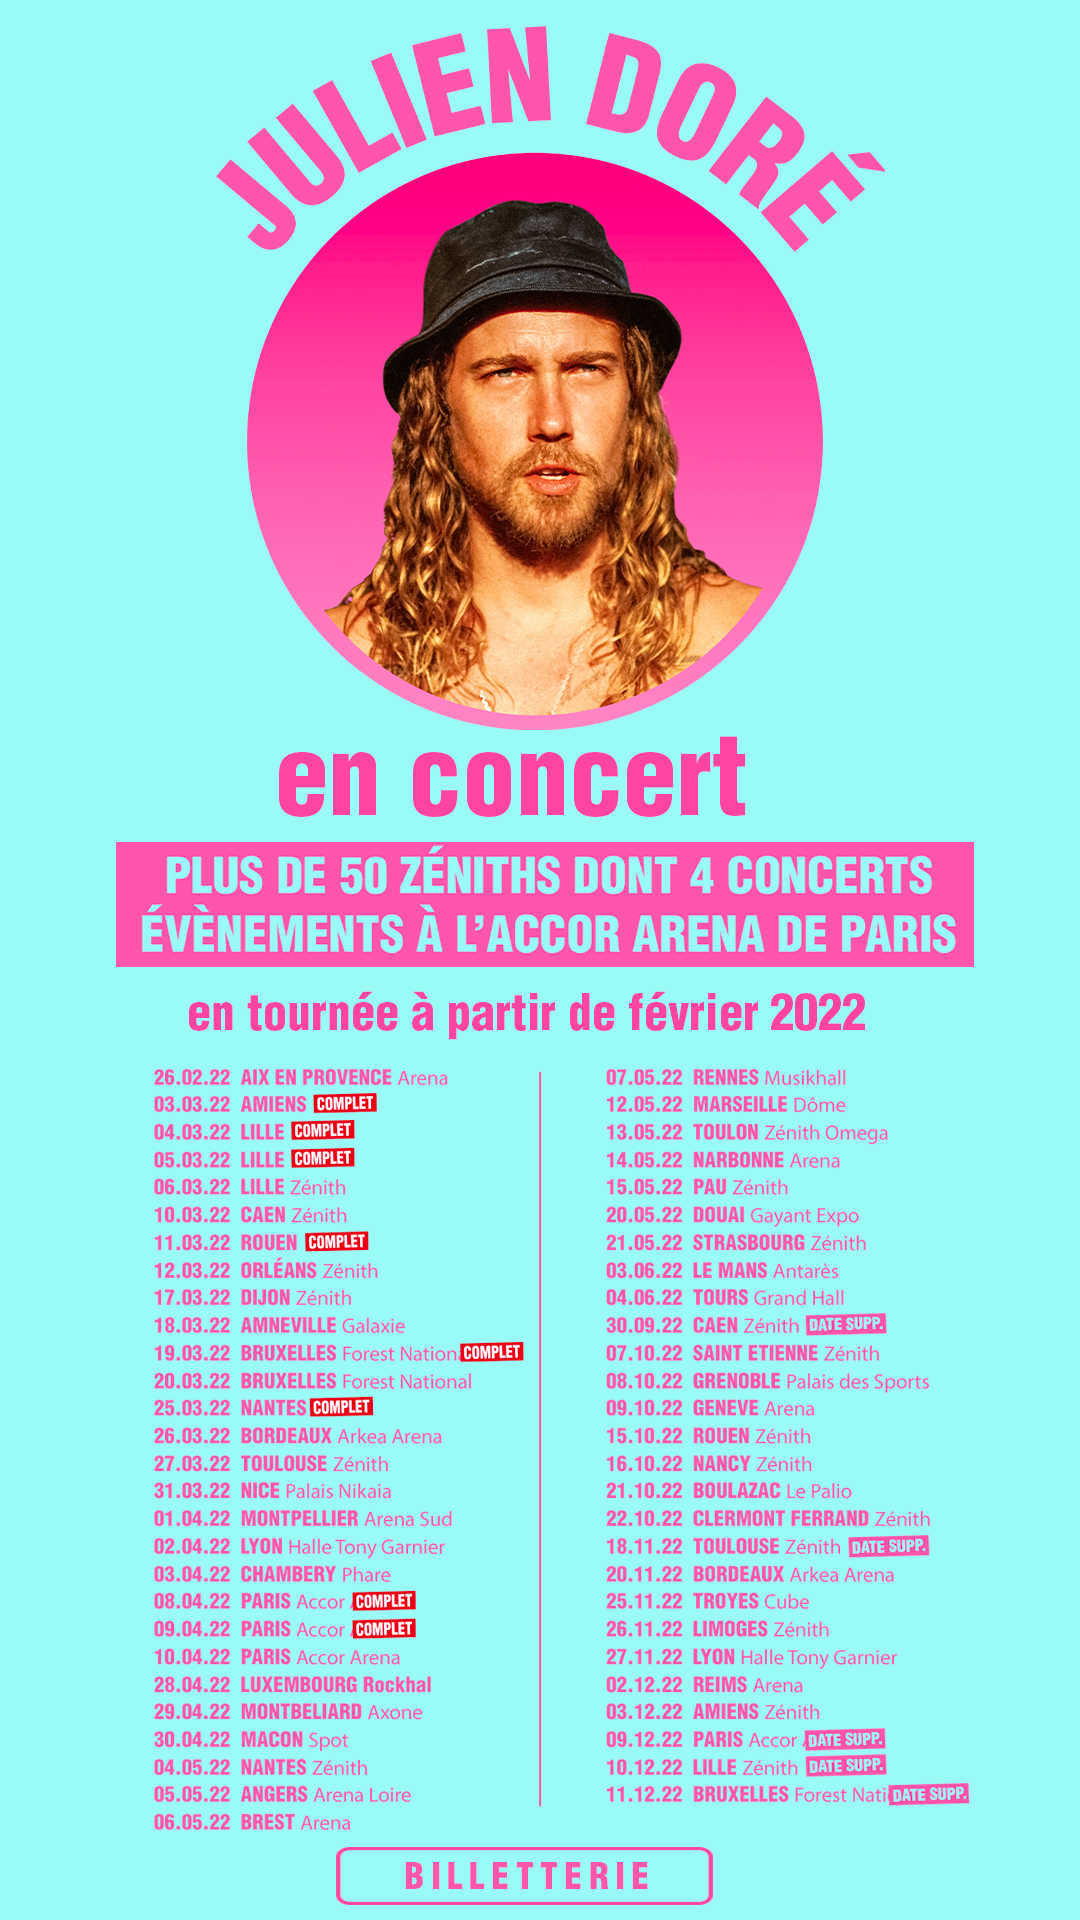 JULIEN DORÉ
en concert
PLUS DE 50 ZÉNITHS DONT 4 CONCERTS
ÉVÈNEMENTS À L'ACCOR ARENA DE PARIS
en tournée à partir de février 2022
26.02.22 AIX EN PROVENCE Arena
03.03.22 AMIENS COMPLET
04.03.22 LILLE COMPLET
05.03.22 LILLE COMPLET
06.03.22 LILLE Zénith
10.03.22 CAEN Zénith
11.03.22 ROUEN COMPLET
12.03.22 ORLÉANS Zénith
17.03.22 DIJON Zénith
18.03.22 AMNEVILLE Galaxie
19.03.22 BRUXELLES Forest Nation COMPLET
20.03.22 BRUXELLES Forest National
25.03.22 NANTES COMPLET
26.03.22 BORDEAUX Arkea Arena
27.03.22 TOULOUSE Zénith
31.03.22 NICE Palais Nikaia
01.04.22 MONTPELLIER Arena Sud
02.04.22 LYON Halle Tony Garnier
03.04.22 CHAMBERY Phare
08.04.22 PARIS Accor COMPLET
09.04.22 PARIS Accor COMPLET
10.04.22 PARIS Accor Arena
28.04.22 LUXEMBOURG Rockhal
29.04.22 MONTBELIARD Axone
30.04.22 MACON Spot
04.05.22 NANTES Zénith
05.05.22 ANGERS Arena Loire
06.05.22 BREST Arena
07.05.22 RENNES Musikhall
12.05.22 MARSEILLE Dôme
13.05.22 TOULON Zénith Omega
14.05.22 NARBONNE Arena
15.05.22 PAU Zénith
20.05.22 DOUAI Gayant Expo
21.05.22 STRASBOURG Zénith
03.06.22 LE MANS Antarès
04.06.22 TOURS Grand Hall
30.09.22 CAEN Zénith DATE SUPP.
07.10.22 SAINT ETIENNE Zénith
08.10.22 GRENOBLE Palais des Sports
09.10.22 GENEVE Arena
15.10.22 ROUEN Zénith
16.10.22 NANCY Zénith
21.10.22 BOULAZAC Le Palio
22.10.22 CLERMONT FERRAND Zénith
18.11.22 TOULOUSE Zénith DATE SUPP.
20.11.22 BORDEAUX Arkea Arena
25.11.22 TROYES Cube
26.11.22 LIMOGES Zénith
27.11.22 LYON Halle Tony Garnier
02.12.22 REIMS Arena
03.12.22 AMIENS Zénith
09.12.22 PARIS Accor DATE SUPP.
10.12.22 LILLE Zénith DATE SUPP.
11.12.22 BRUXELLES Forest Nati DATE SUPP.
BILLETTERIE